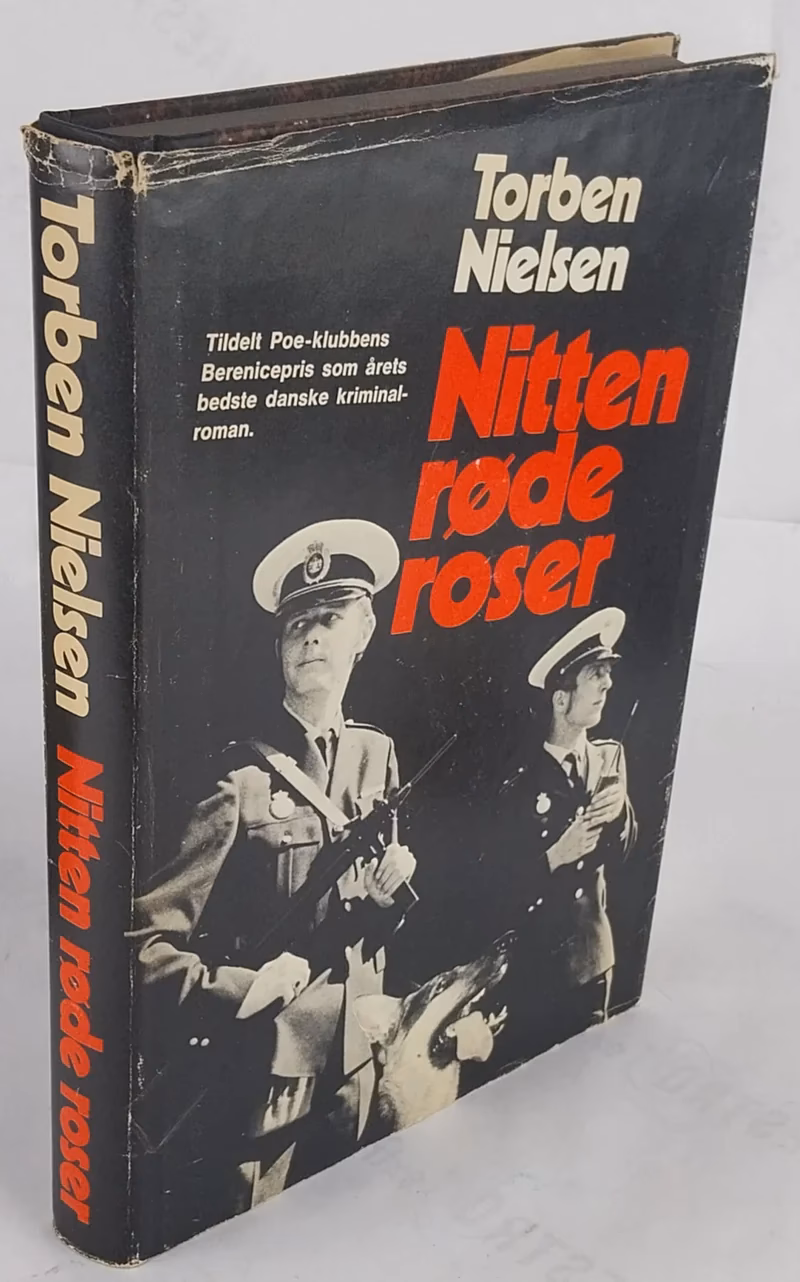 Torben Nielsen Nitten røde roser
Torben
Nielsen
Tildelt Poe-klubbens
Berenicepris som årets
bedste danske kriminal-
roman.
Nitten
røde
roser